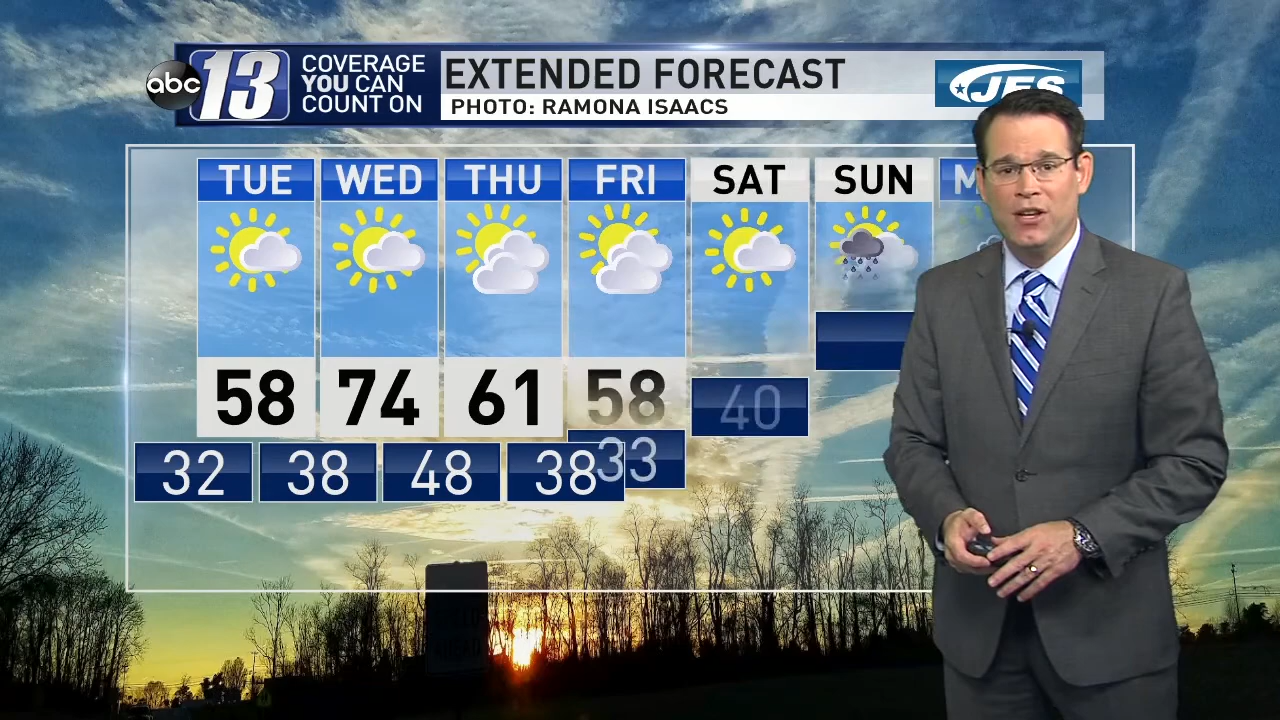 abc 13
COVERAGE
YOU CAN
COUNT ON
EXTENDED FORECAST
PHOTO: RAMONA ISAACS
JFS
TUE WED THU FRI SAT SUN M
58 74 61 58
32 38 48 38 33 40